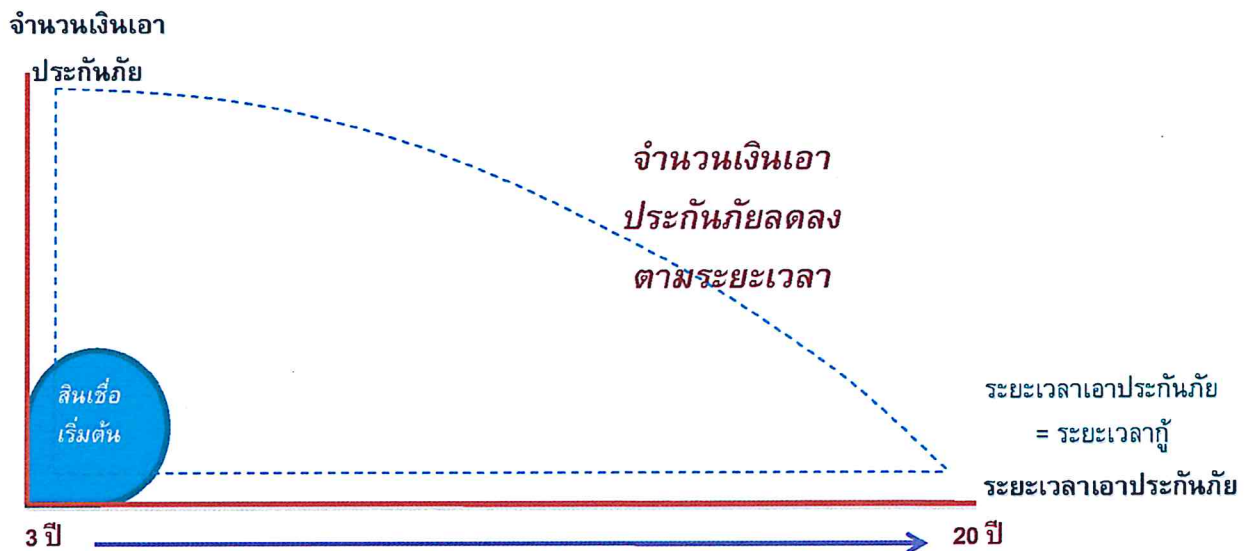 จำนวนเงินเอา
ประกันภัย
จำนวนเงินเอา
ประกันภัยลดลง
ตามระยะเวลา
สินเชื่อ
เริ่มต้น
ระยะเวลาเอาประกันภัย
= ระยะเวลากู้
ระยะเวลาเอาประกันภัย
3 ปี
20 ปี